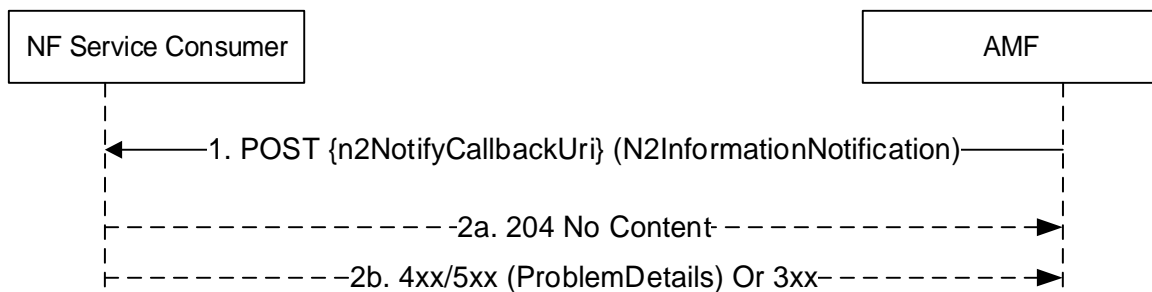 NF Service Consumer
AMF
1. POST {n2NotifyCallbackUri} (N2InformationNotification)
2a. 204 No Content
2b. 4xx/5xx (ProblemDetails) Or 3xx